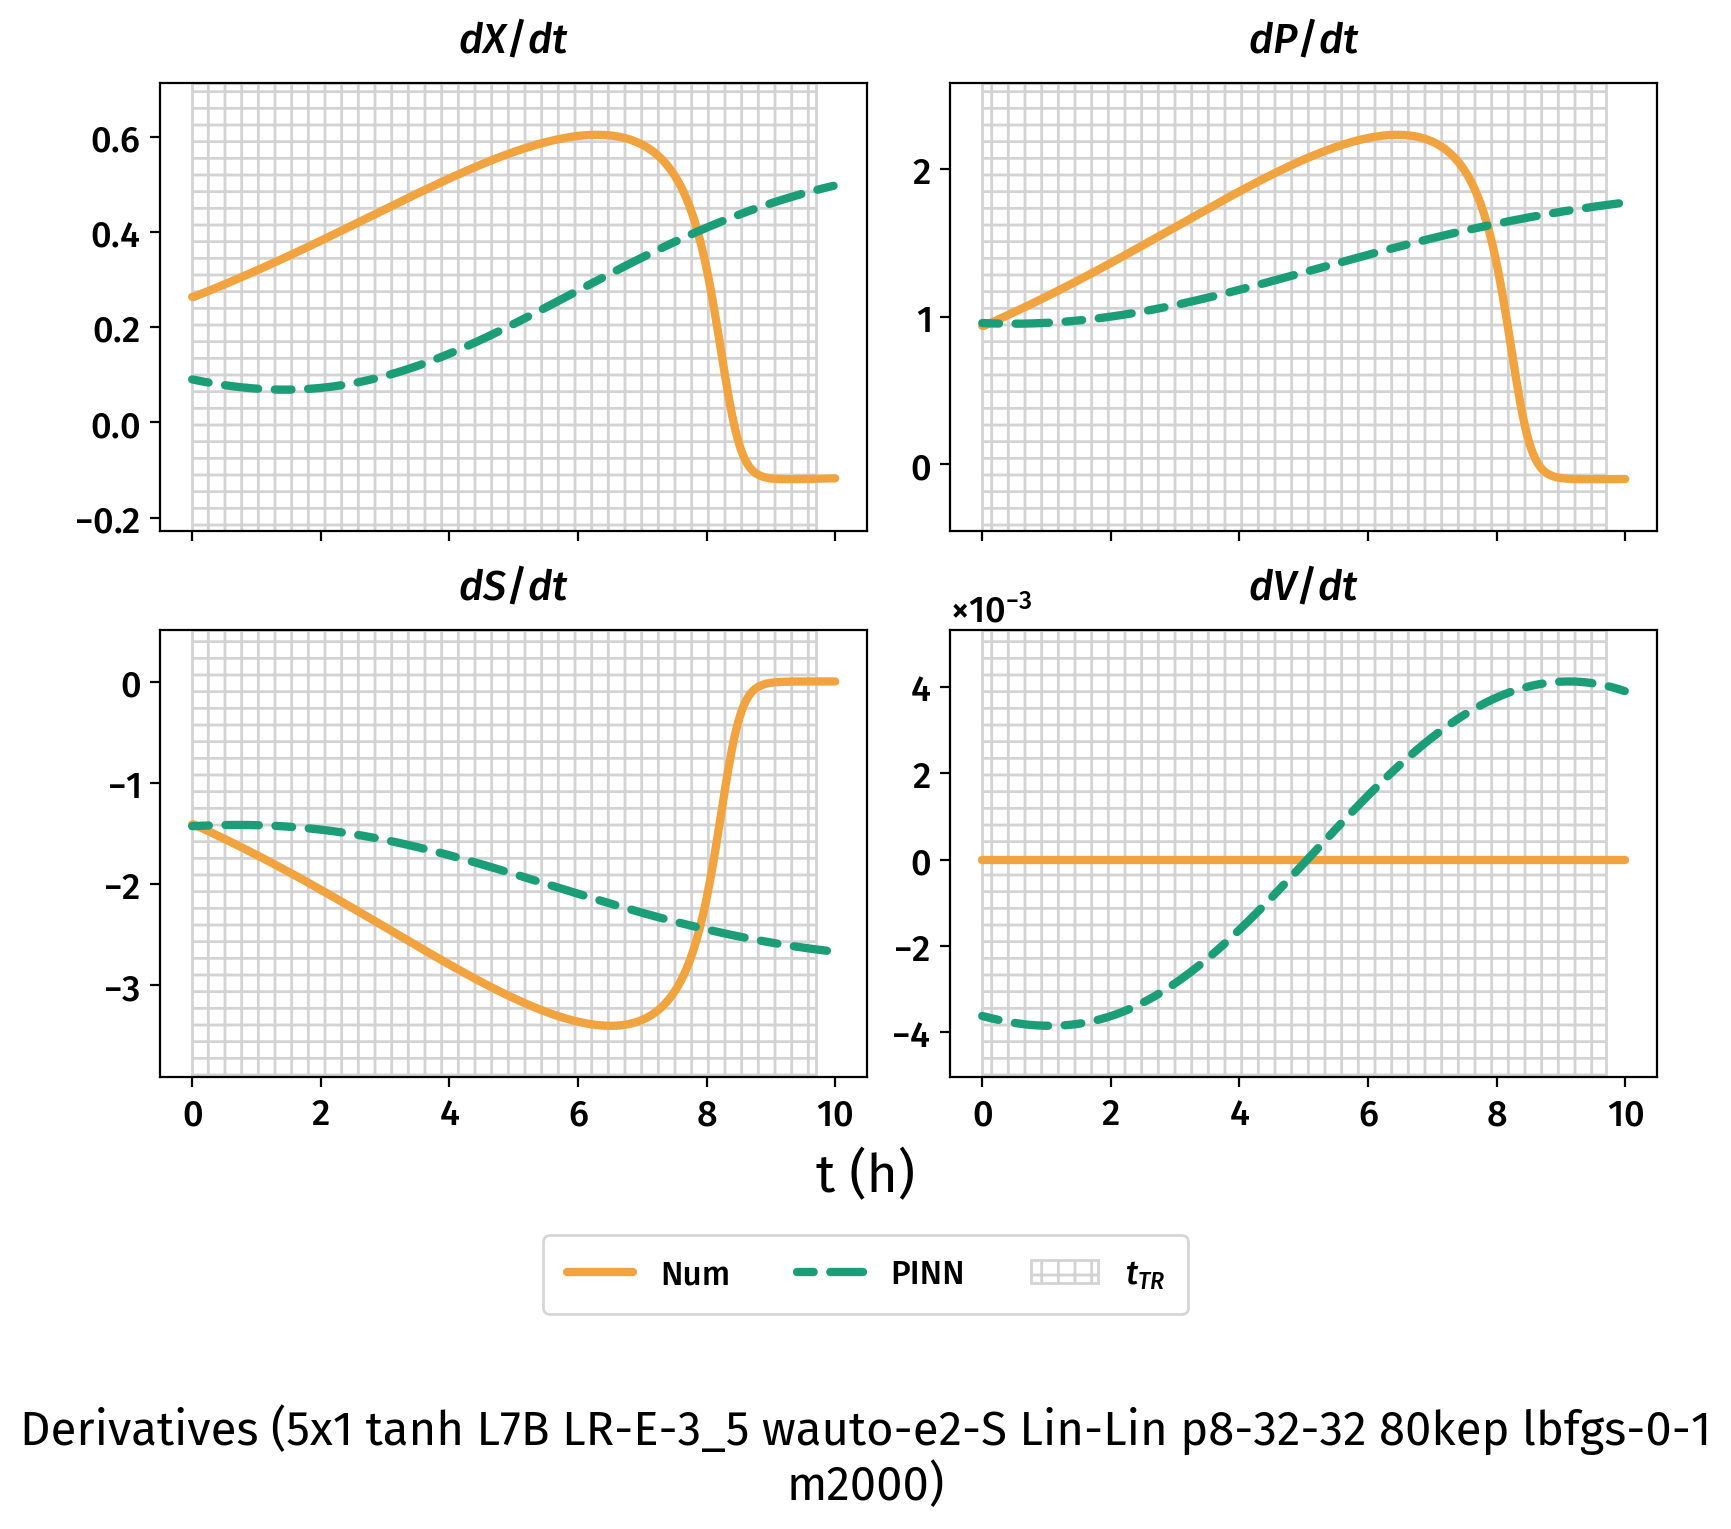 dX/dt
dP/dt
0.6
0.4
0.2
0.0
−0.2
2
1
0
dS/dt
dV/dt
×10⁻³
0
−1
−2
−3
4
2
0
−2
−4
0 2 4 6 8 10
0 2 4 6 8 10
t (h)
Num PINN t_TR
Derivatives (5x1 tanh L7B LR-E-3_5 wauto-e2-S Lin-Lin p8-32-32 80kep lbfgs-0-1
m2000)